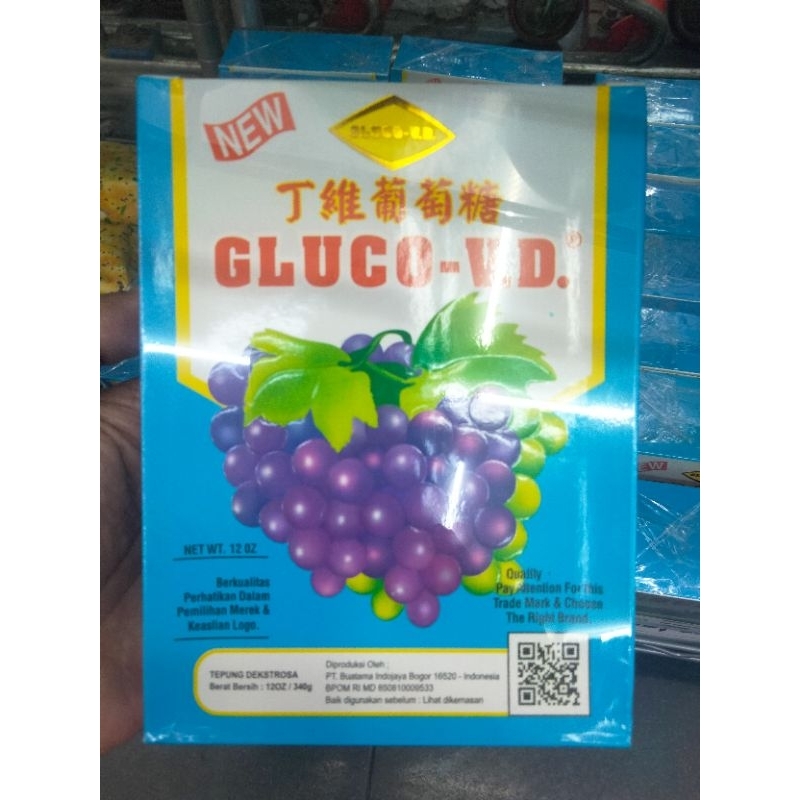 NEW
GLUCO-V.D.
丁維葡萄糖
GLUCO-V.D.®
NET WT. 12 OZ
Berkualitas
Perhatikan Dalam
Pemilihan Merek &
Keaslian Logo.
Quality
Pay Attention For This
Trade Mark & Choose
The Right Brand.
TEPUNG DEKSTROSA
Berat Bersih : 12OZ / 340g
Diproduksi Oleh :
PT. Buatama Indojaya Bogor 16520 - Indonesia
BPOM RI MD 850810009533
Baik digunakan sebelum : Lihat dikemasan